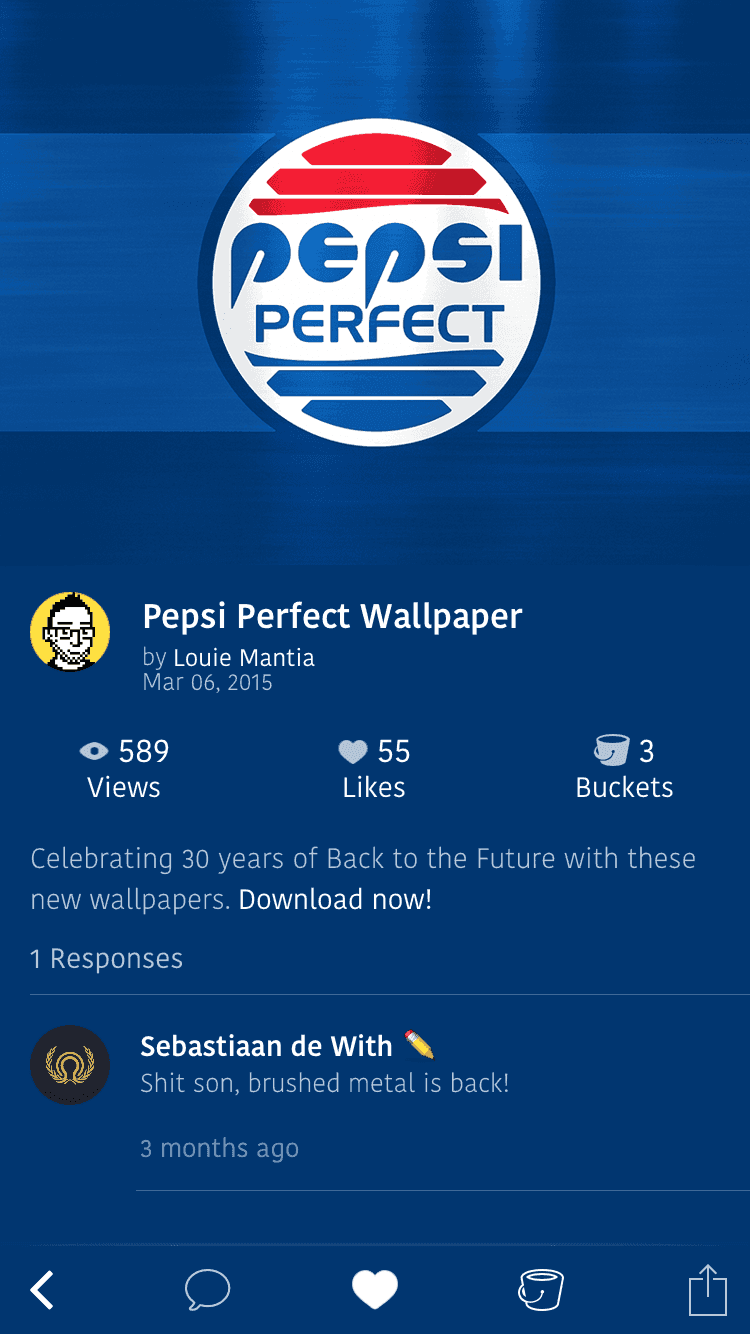 PEPSI
PERFECT
Pepsi Perfect Wallpaper
by Louie Mantia
Mar 06, 2015
589
Views
55
Likes
3
Buckets
Celebrating 30 years of Back to the Future with these
new wallpapers. Download now!
1 Responses
Sebastiaan de With ✏️
Shit son, brushed metal is back!
3 months ago